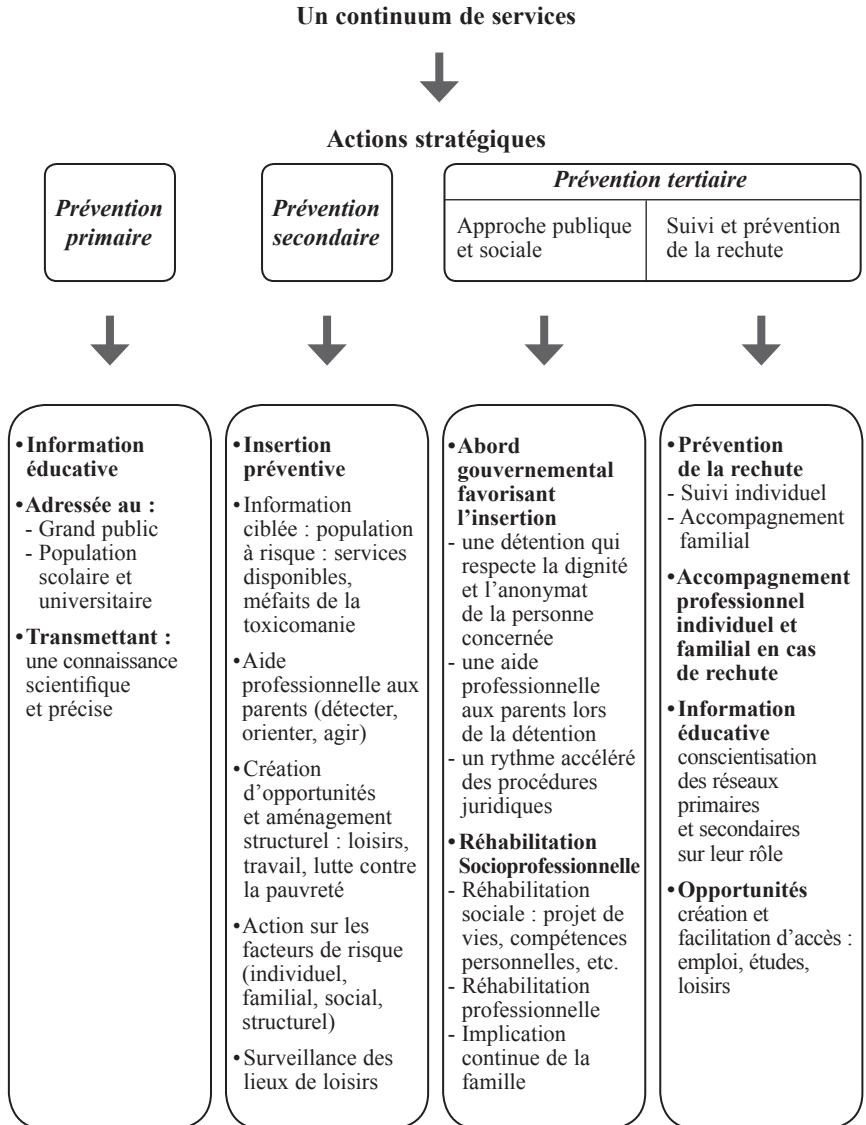 Un continuum de services
Actions stratégiques
Prévention
primaire
Prévention
secondaire
Prévention tertiaire
Approche publique
et sociale
Suivi et prévention
de la rechute
•Information
éducative
•Adressée au :
- Grand public
- Population
scolaire et
universitaire
•Transmettant :
une connaissance
scientifique
et précise
•Insertion
préventive
•Information
ciblée : population
à risque : services
disponibles,
méfaits de la
toxicomanie
•Aide
professionnelle aux
parents (détecter,
orienter, agir)
•Création
d’opportunités
et aménagement
structurel : loisirs,
travail, lutte contre
la pauvreté
•Action sur les
facteurs de risque
(individuel,
familial, social,
structurel)
•Surveillance des
lieux de loisirs
•Abord
gouvernemental
favorisant
l’insertion
- une détention qui
respecte la dignité
et l’anonymat
de la personne
concernée
- une aide
professionnelle
aux parents lors
de la détention
- un rythme accéléré
des procédures
juridiques
•Réhabilitation
Socioprofessionnelle
- Réhabilitation
sociale : projet de
vies, compétences
personnelles, etc.
- Réhabilitation
professionnelle
- Implication
continue de la
famille
•Prévention
de la rechute
- Suivi individuel
- Accompagnement
familial
•Accompagnement
professionnel
individuel et
familial en cas
de rechute
•Information
éducative
conscientisation
des réseaux
primaires
et secondaires
sur leur rôle
•Opportunités
création et
facilitation d’accès :
emploi, études,
loisirs